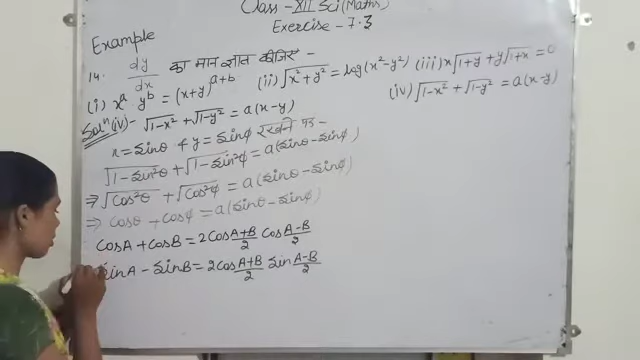 Class - XII Sci (Maths)
Exercise - 7.3
Example
14. dy/dx का मान ज्ञात कीजिए -
(i) x^a y^b = (x+y)^(a+b) (ii) √(x²+y²) = log(x²-y²) (iii) x√(1+y) + y√(1+x) = 0
(iv) √(1-x²) + √(1-y²) = a(x-y)
Solⁿ (iv)- √(1-x²) + √(1-y²) = a(x-y)
x = sinθ व y = sinϕ रखने पर -
√(1-sin²θ) + √(1-sin²ϕ) = a(sinθ - sinϕ)
⇒ √(cos²θ) + √(cos²ϕ) = a(sinθ - sinϕ)
⇒ cosθ + cosϕ = a(sinθ - sinϕ)
cosA + cosB = 2cos (A+B)/2 cos (A-B)/2
sinA - sinB = 2cos (A+B)/2 sin (A-B)/2